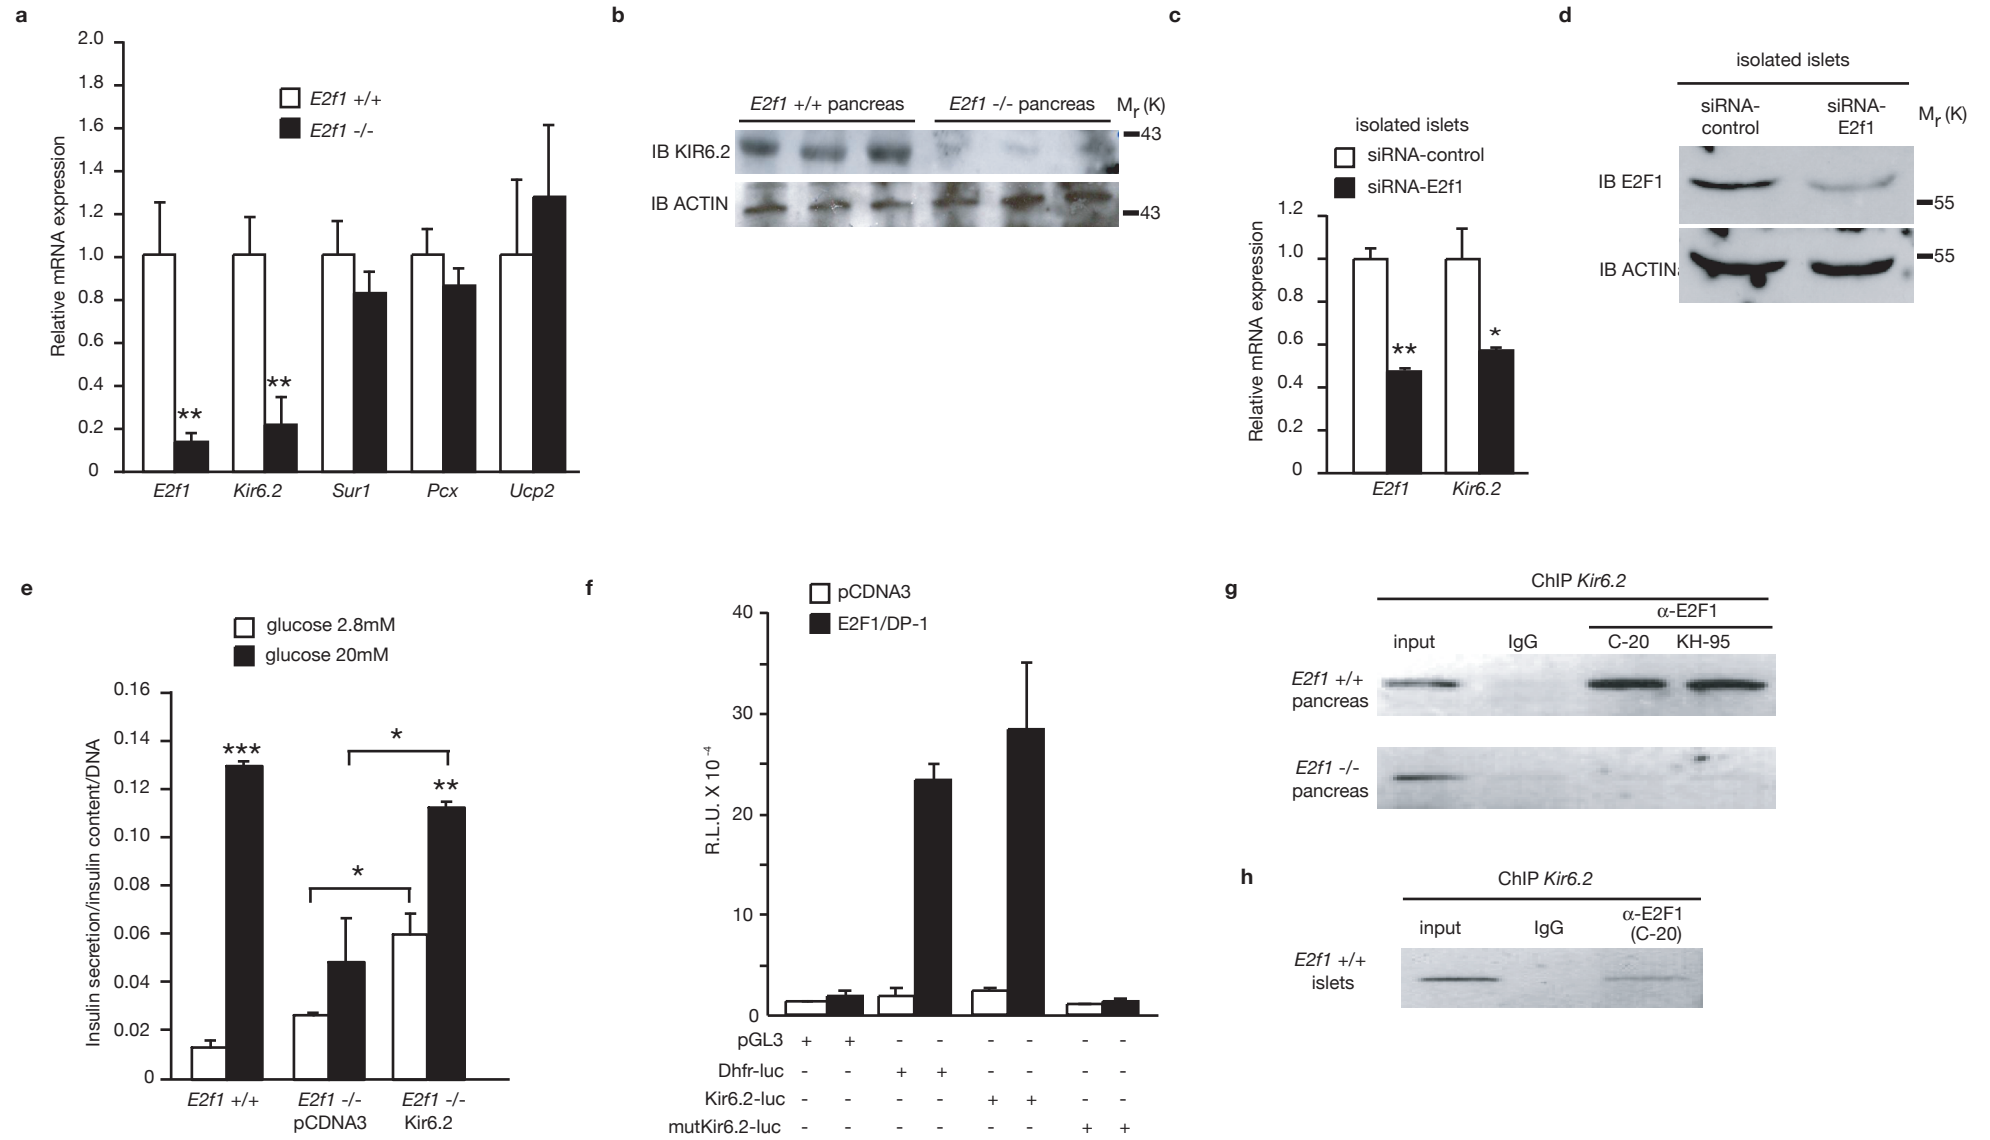 a
2.0
1.8
1.6
1.4
1.2
1.0
0.8
0.6
0.4
0.2
0
Relative mRNA expression
E2f1 +/+
E2f1 -/-
**
**
E2f1 Kir6.2 Sur1 Pcx Ucp2
b
E2f1 +/+ pancreas E2f1 -/- pancreas Mr (K)
IB KIR6.2
43
IB ACTIN
43
c
isolated islets
siRNA-control
siRNA-E2f1
1.2
1.0
0.8
0.6
0.4
0.2
0
Relative mRNA expression
**
*
E2f1 Kir6.2
d
isolated islets
siRNA-
control
siRNA-
E2f1
Mr (K)
IB E2F1
55
IB ACTIN
55
e
glucose 2.8mM
glucose 20mM
0.16
0.14
0.12
0.10
0.08
0.06
0.04
0.02
0
Insulin secretion/insulin content/DNA
***
*
*
**
E2f1 +/+
E2f1 -/-
pCDNA3
E2f1 -/-
Kir6.2
f
pCDNA3
E2F1/DP-1
40
30
20
10
0
R.L.U. X 10-4
pGL3 + + - - - - - -
Dhfr-luc - - + + - - - -
Kir6.2-luc - - - - + + - -
mutKir6.2-luc - - - - - - + +
g
ChIP Kir6.2
α-E2F1
input IgG C-20 KH-95
E2f1 +/+
pancreas
E2f1 -/-
pancreas
h
ChIP Kir6.2
input IgG α-E2F1
(C-20)
E2f1 +/+
islets